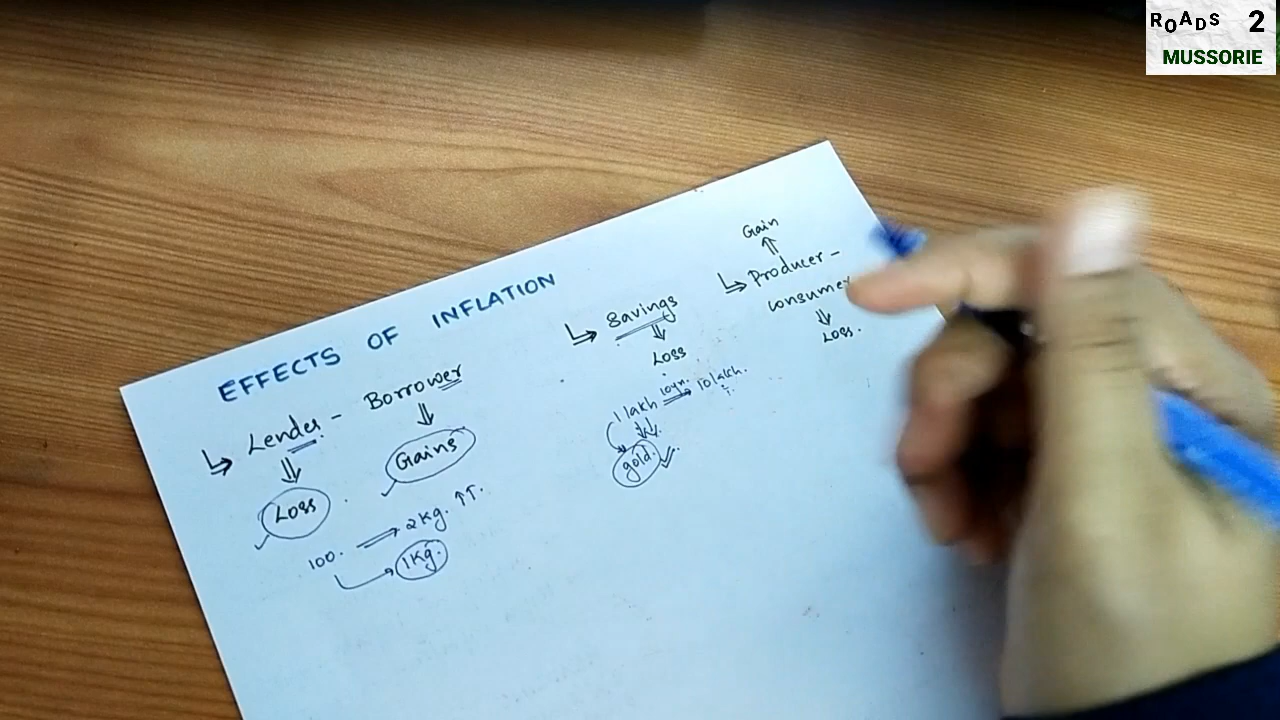 ROADS 2
MUSSORIE
EFFECTS OF INFLATION
Lender - Borrower
Loss
Gains
100. 2kg. ↑↑.
1kg.
Savings
Loss
1 lakh 10yr. 10 lakh.
gold.
Gain
Producer -
Consumer
Loss.